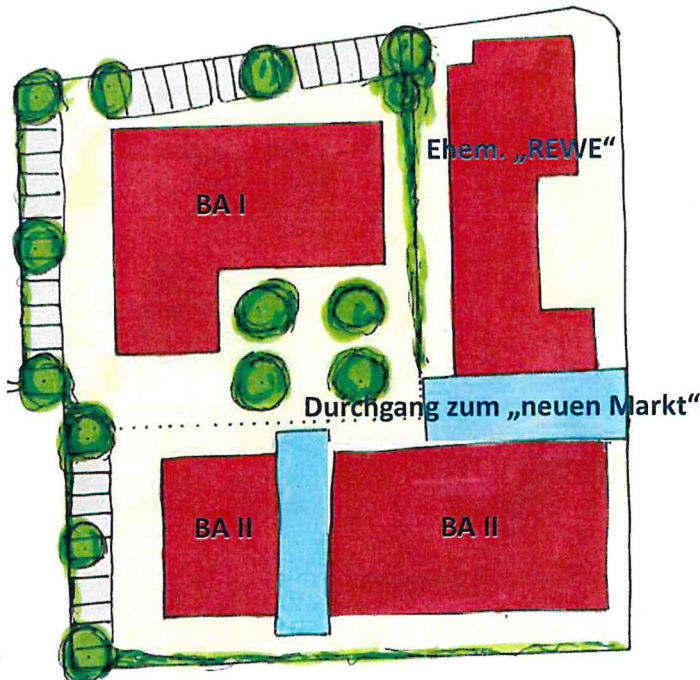 Ehem. „REWE“
BA I
Durchgang zum „neuen Markt“
BA II
BA II